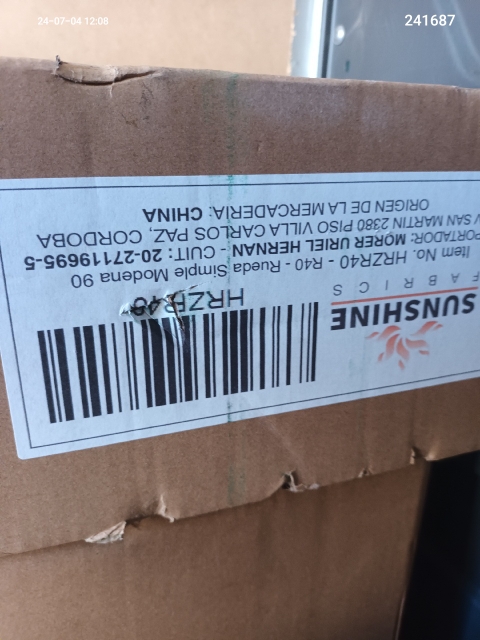 24-07-04 12:08
241687
SUNSHINE
FABRICS
HRZR40
Item No. HRZR40 - R40 - Rueda Simple Modena 90
PORTADOR: MORER URIEL HERNAN - CUIT: 20-27119695-5
SAN MARTIN 2380 PISO VILLA CARLOS PAZ, CORDOBA
ORIGEN DE LA MERCADERIA: CHINA